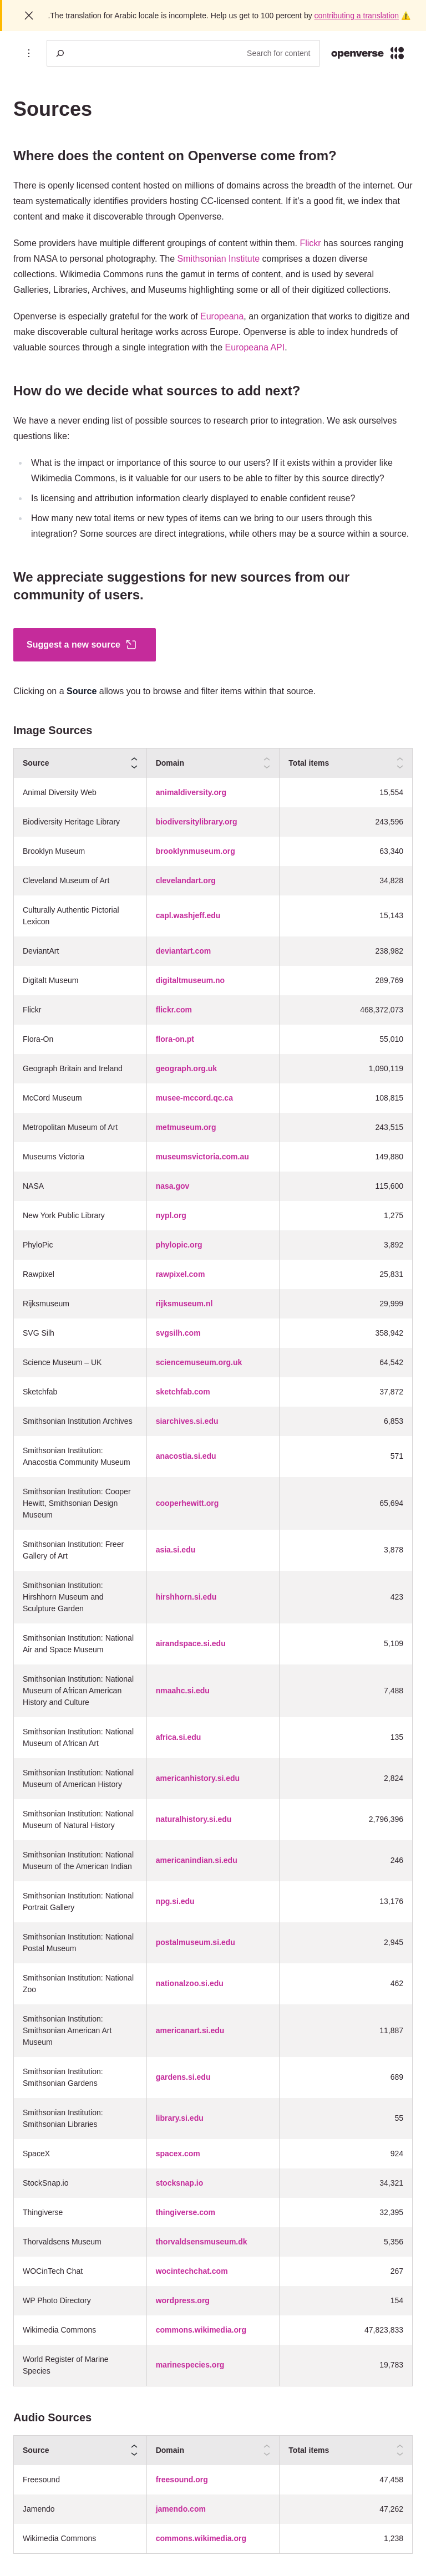 .The translation for Arabic locale is incomplete. Help us get to 100 percent by contributing a translation
Search for content
openverse
Sources
Where does the content on Openverse come from?
There is openly licensed content hosted on millions of domains across the breadth of the internet. Our
team systematically identifies providers hosting CC-licensed content. If it's a good fit, we index that
content and make it discoverable through Openverse.
Some providers have multiple different groupings of content within them. Flickr has sources ranging
from NASA to personal photography. The Smithsonian Institute comprises a dozen diverse
collections. Wikimedia Commons runs the gamut in terms of content, and is used by several
Galleries, Libraries, Archives, and Museums highlighting some or all of their digitized collections.
Openverse is especially grateful for the work of Europeana, an organization that works to digitize and
make discoverable cultural heritage works across Europe. Openverse is able to index hundreds of
valuable sources through a single integration with the Europeana API.
How do we decide what sources to add next?
We have a never ending list of possible sources to research prior to integration. We ask ourselves
questions like:
What is the impact or importance of this source to our users? If it exists within a provider like
Wikimedia Commons, is it valuable for our users to be able to filter by this source directly?
Is licensing and attribution information clearly displayed to enable confident reuse?
How many new total items or new types of items can we bring to our users through this
integration? Some sources are direct integrations, while others may be a source within a source.
We appreciate suggestions for new sources from our
community of users.
Suggest a new source
Clicking on a Source allows you to browse and filter items within that source.
Image Sources
Source Domain Total items
Animal Diversity Web animaldiversity.org 15,554
Biodiversity Heritage Library biodiversitylibrary.org 243,596
Brooklyn Museum brooklynmuseum.org 63,340
Cleveland Museum of Art clevelandart.org 34,828
Culturally Authentic Pictorial
Lexicon capl.washjeff.edu 15,143
DeviantArt deviantart.com 238,982
Digitalt Museum digitaltmuseum.no 289,769
Flickr flickr.com 468,372,073
Flora-On flora-on.pt 55,010
Geograph Britain and Ireland geograph.org.uk 1,090,119
McCord Museum musee-mccord.qc.ca 108,815
Metropolitan Museum of Art metmuseum.org 243,515
Museums Victoria museumsvictoria.com.au 149,880
NASA nasa.gov 115,600
New York Public Library nypl.org 1,275
PhyloPic phylopic.org 3,892
Rawpixel rawpixel.com 25,831
Rijksmuseum rijksmuseum.nl 29,999
SVG Silh svgsilh.com 358,942
Science Museum – UK sciencemuseum.org.uk 64,542
Sketchfab sketchfab.com 37,872
Smithsonian Institution Archives siarchives.si.edu 6,853
Smithsonian Institution:
Anacostia Community Museum anacostia.si.edu 571
Smithsonian Institution: Cooper
Hewitt, Smithsonian Design
Museum cooperhewitt.org 65,694
Smithsonian Institution: Freer
Gallery of Art asia.si.edu 3,878
Smithsonian Institution:
Hirshhorn Museum and
Sculpture Garden hirshhorn.si.edu 423
Smithsonian Institution: National
Air and Space Museum airandspace.si.edu 5,109
Smithsonian Institution: National
Museum of African American
History and Culture nmaahc.si.edu 7,488
Smithsonian Institution: National
Museum of African Art africa.si.edu 135
Smithsonian Institution: National
Museum of American History americanhistory.si.edu 2,824
Smithsonian Institution: National
Museum of Natural History naturalhistory.si.edu 2,796,396
Smithsonian Institution: National
Museum of the American Indian americanindian.si.edu 246
Smithsonian Institution: National
Portrait Gallery npg.si.edu 13,176
Smithsonian Institution: National
Postal Museum postalmuseum.si.edu 2,945
Smithsonian Institution: National
Zoo nationalzoo.si.edu 462
Smithsonian Institution:
Smithsonian American Art
Museum americanart.si.edu 11,887
Smithsonian Institution:
Smithsonian Gardens gardens.si.edu 689
Smithsonian Institution:
Smithsonian Libraries library.si.edu 55
SpaceX spacex.com 924
StockSnap.io stocksnap.io 34,321
Thingiverse thingiverse.com 32,395
Thorvaldsens Museum thorvaldsensmuseum.dk 5,356
WOCinTech Chat wocintechchat.com 267
WP Photo Directory wordpress.org 154
Wikimedia Commons commons.wikimedia.org 47,823,833
World Register of Marine
Species marinespecies.org 19,783
Audio Sources
Source Domain Total items
Freesound freesound.org 47,458
Jamendo jamendo.com 47,262
Wikimedia Commons commons.wikimedia.org 1,238